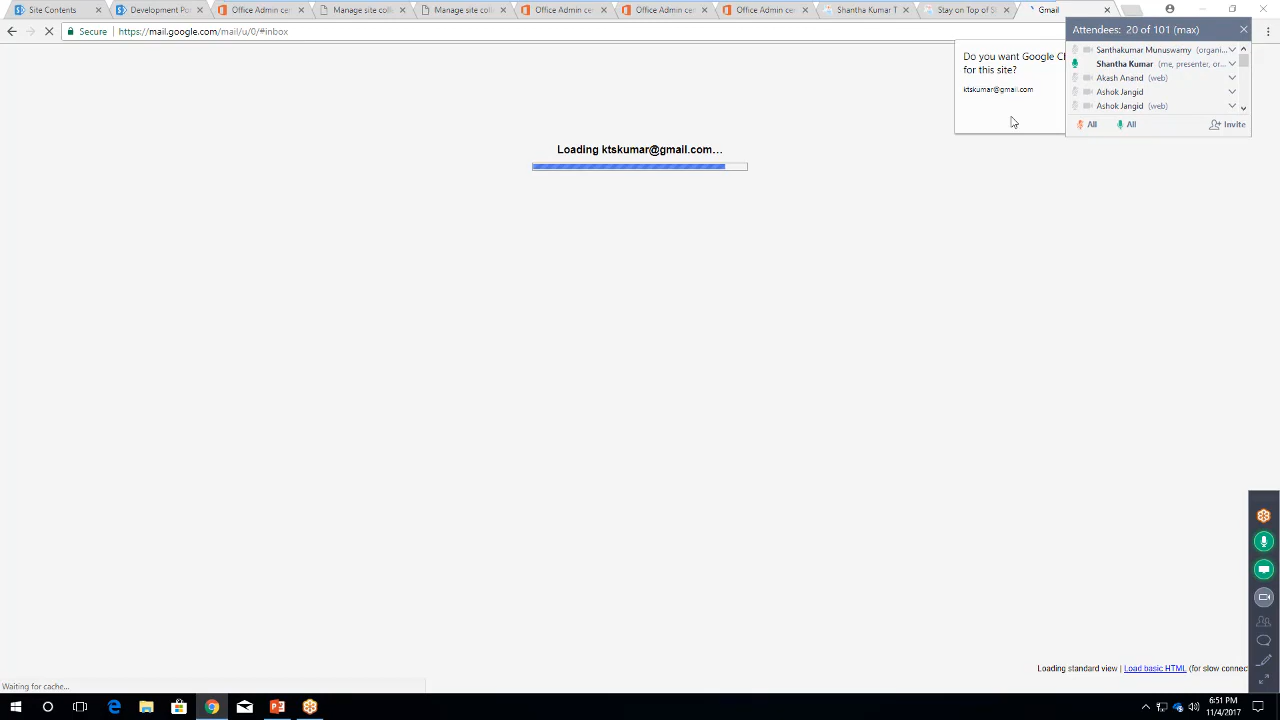 Site Contents
Development Po
Office Admin ce
Manage site coll
Manage site coll
Office Admin ce
Office Admin ce
Office Admin ce
Shantha Kumar T
Stay on Top of S
Gmail
Secure https://mail.google.com/mail/u/0/#inbox
Attendees: 20 of 101 (max)
Santhakumar Munuswamy (organi...
Shantha Kumar (me, presenter, or...
Akash Anand (web)
Ashok Jangid
Ashok Jangid (web)
All All Invite
Do you want Google C
for this site?
ktskumar@gmail.com
Loading ktskumar@gmail.com...
Loading standard view | Load basic HTML (for slow connec
Waiting for cache...
6:51 PM
11/4/2017